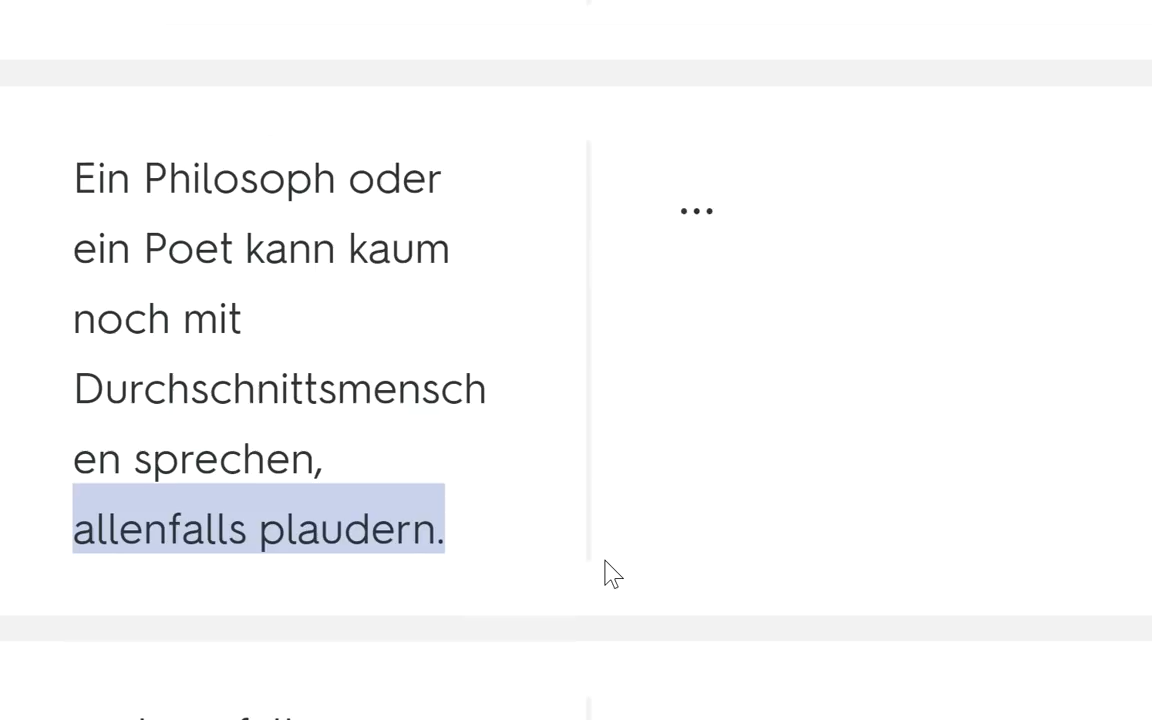 Ein Philosoph oder
ein Poet kann kaum
noch mit
Durchschnittsmensch
en sprechen,
allenfalls plaudern.
...